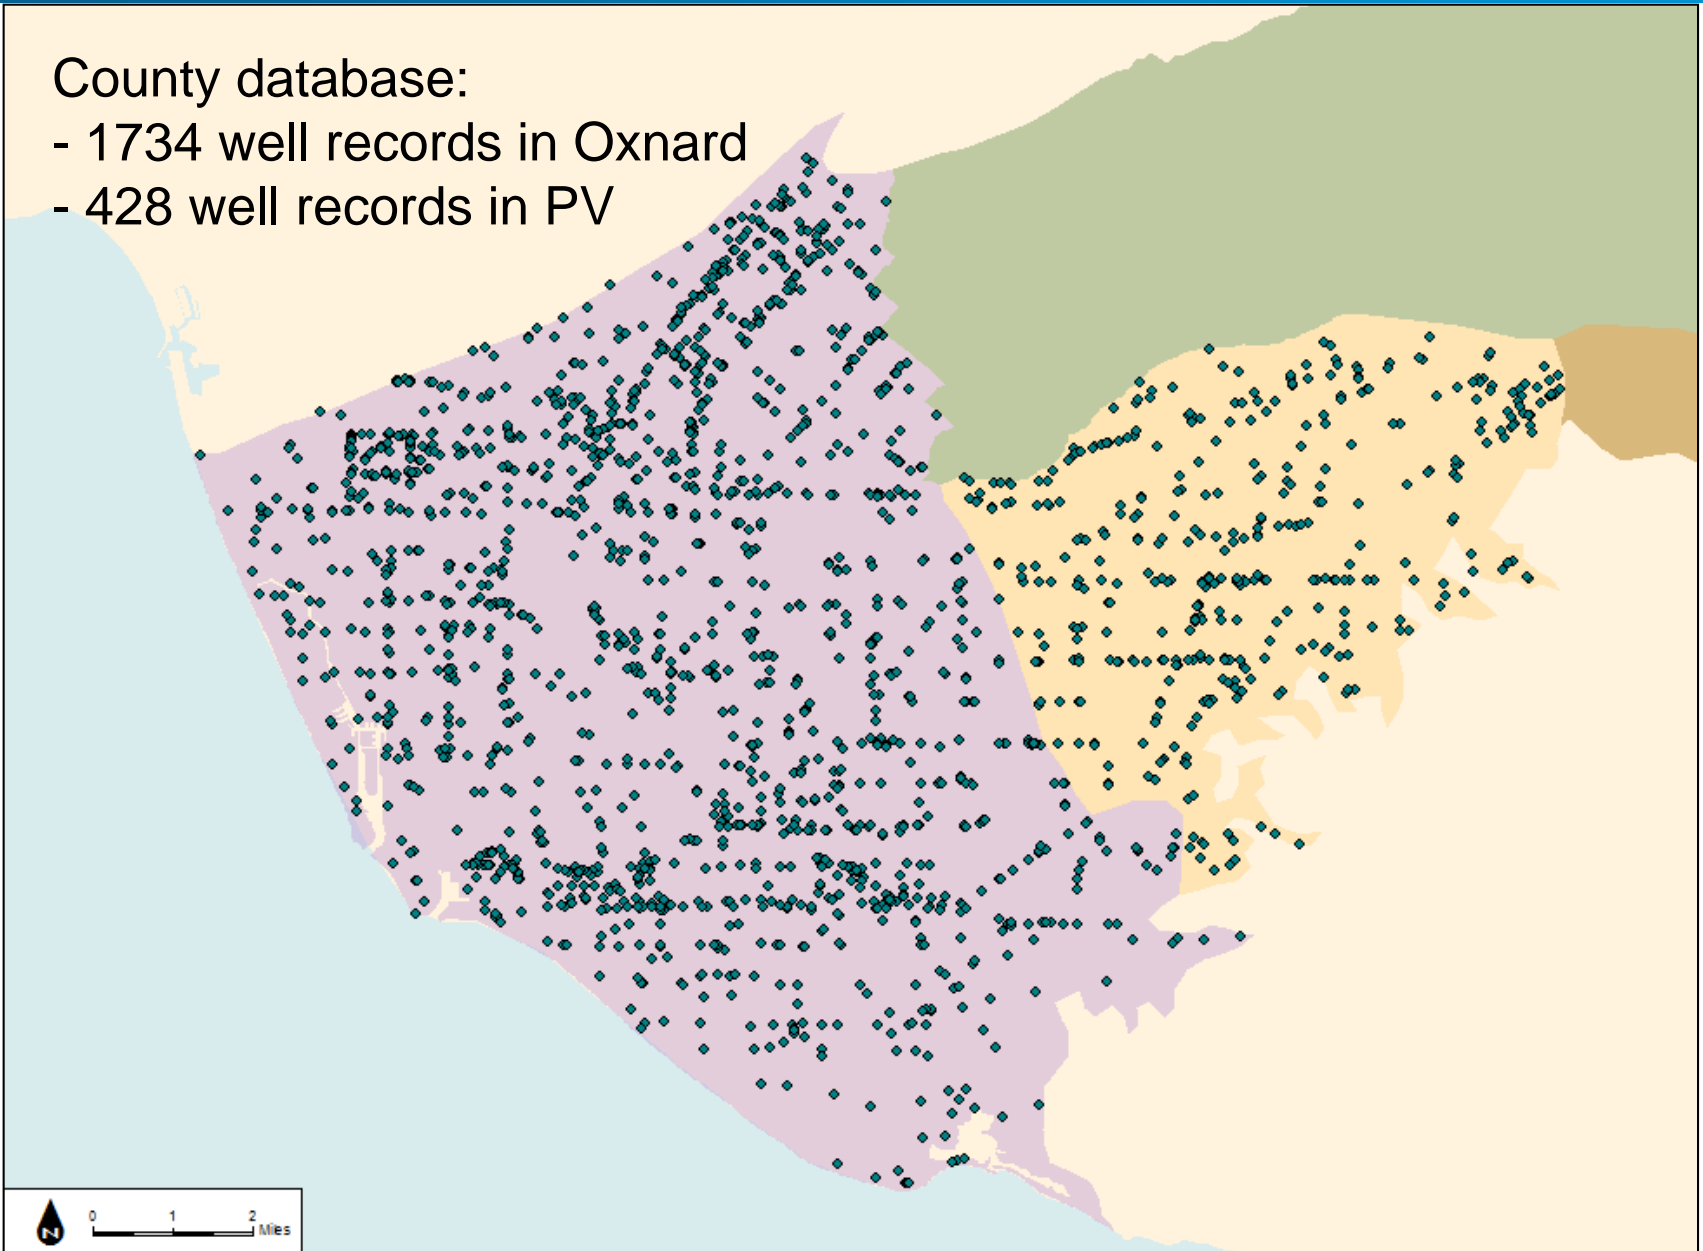 County database:
- 1734 well records in Oxnard
- 428 well records in PV
N
0 1 2
Miles